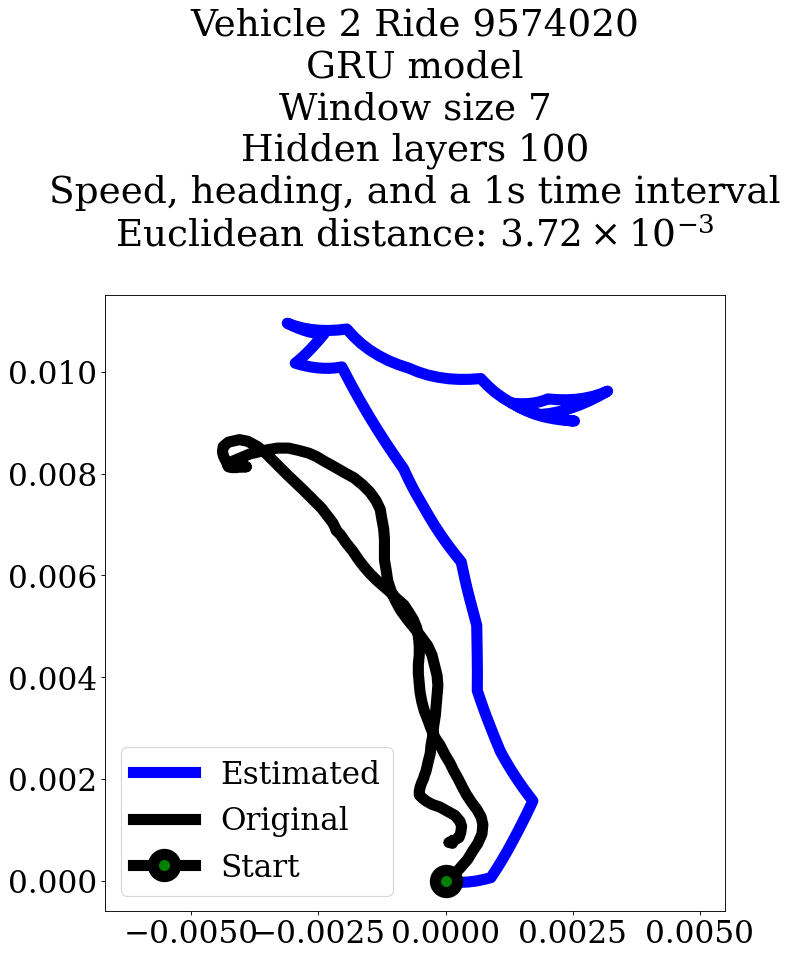 Vehicle 2 Ride 9574020
GRU model
Window size 7
Hidden layers 100
Speed, heading, and a 1s time interval
Euclidean distance: 3.72 × 10⁻³
0.010
0.008
0.006
0.004
0.002
0.000
Estimated
Original
Start
−0.0050 −0.0025 0.0000 0.0025 0.0050